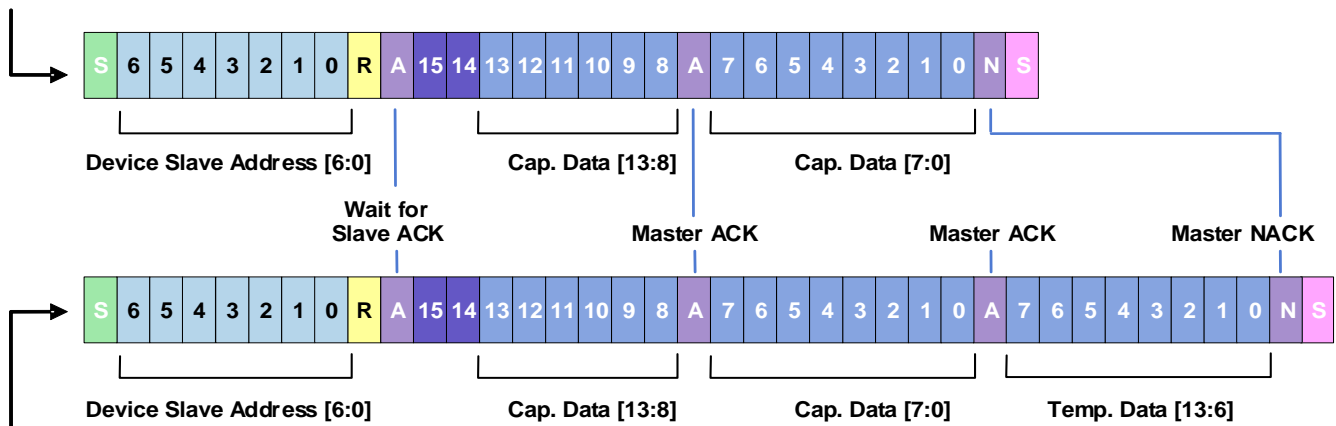 S 6 5 4 3 2 1 0 R A 15 14 13 12 11 10 9 8 A 7 6 5 4 3 2 1 0 N S
Device Slave Address [6:0] Cap. Data [13:8] Cap. Data [7:0]
Wait for
Slave ACK Master ACK Master ACK Master NACK
S 6 5 4 3 2 1 0 R A 15 14 13 12 11 10 9 8 A 7 6 5 4 3 2 1 0 A 7 6 5 4 3 2 1 0 N S
Device Slave Address [6:0] Cap. Data [13:8] Cap. Data [7:0] Temp. Data [13:6]